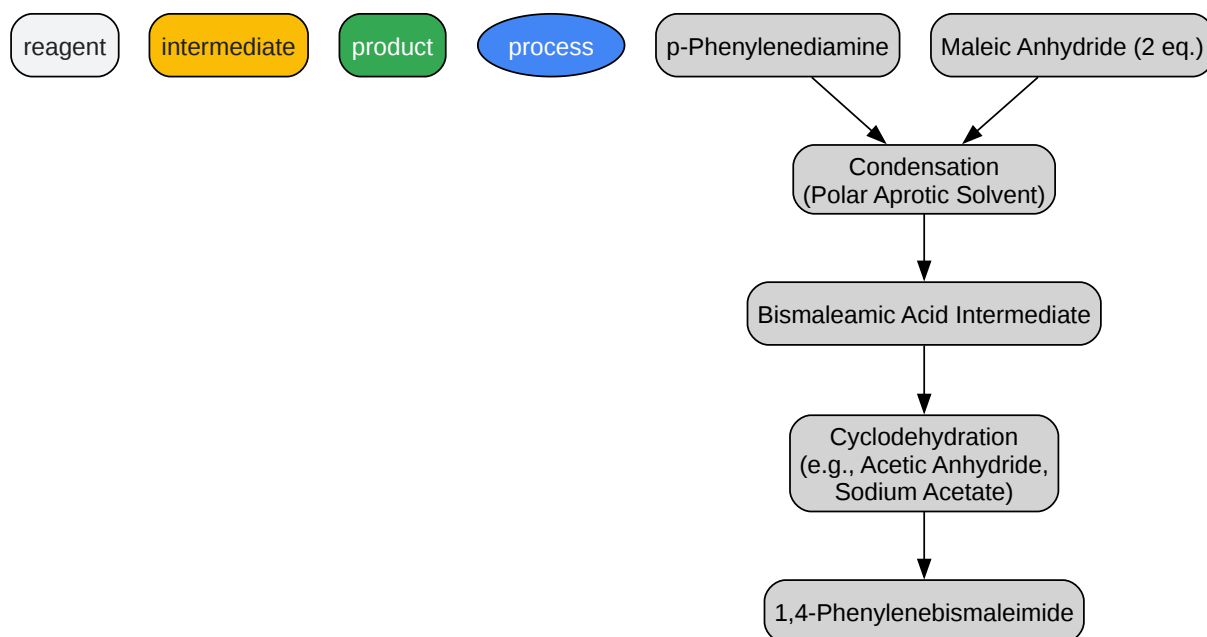 reagent
intermediate
product
process
p-Phenylenediamine
Maleic Anhydride (2 eq.)
Condensation
(Polar Aprotic Solvent)
Bismaleamic Acid Intermediate
Cyclodehydration
(e.g., Acetic Anhydride,
Sodium Acetate)
1,4-Phenylenebismaleimide